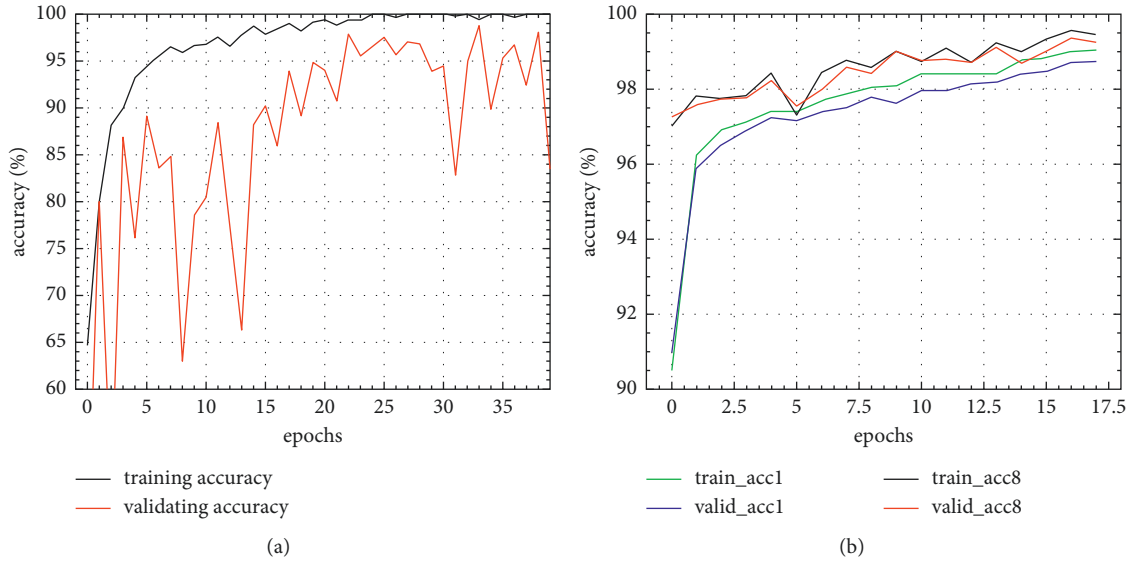 100
95
90
85
80
75
70
65
60
accuracy (%)
0 5 10 15 20 25 30 35
epochs
training accuracy
validating accuracy
(a)
100
98
96
94
92
90
accuracy (%)
0 2.5 5 7.5 10 12.5 15 17.5
epochs
train_acc1 train_acc8
valid_acc1 valid_acc8
(b)